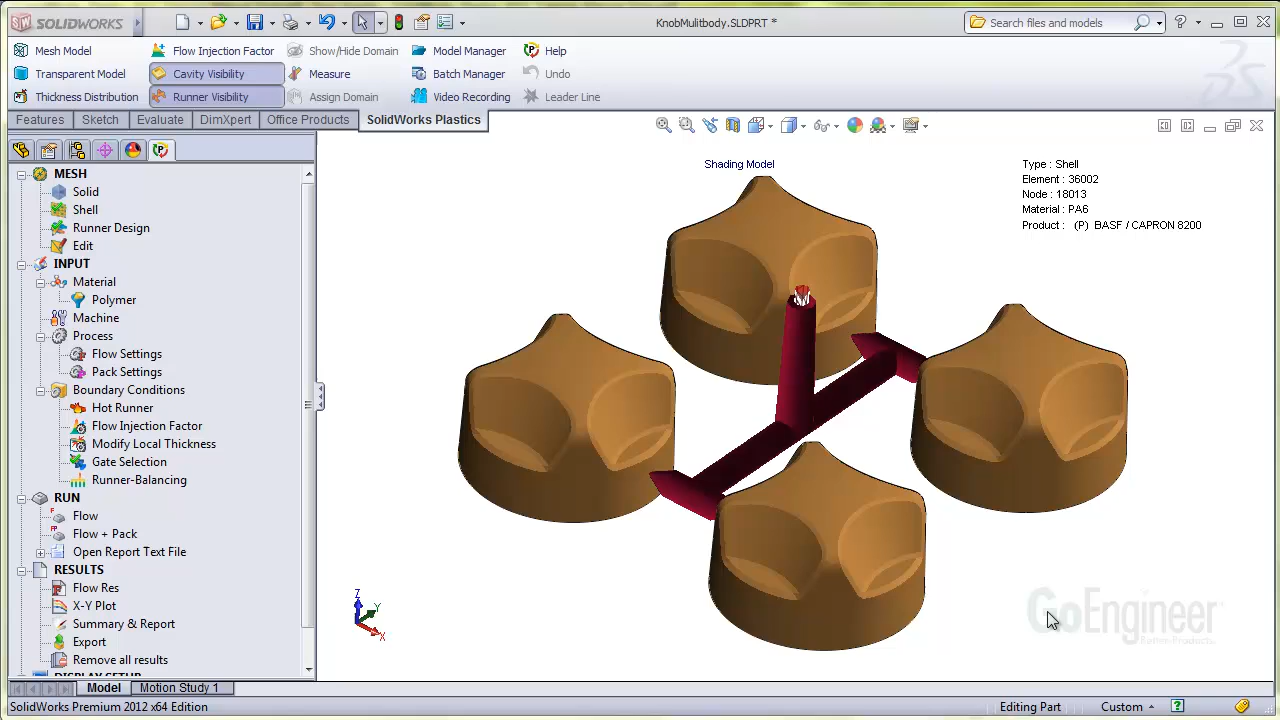 SOLIDWORKS
KnobMulitbody.SLDPRT *
Search files and models
Mesh Model
Flow Injection Factor
Show/Hide Domain
Model Manager
Help
Transparent Model
Cavity Visibility
Measure
Batch Manager
Undo
Thickness Distribution
Runner Visibility
Assign Domain
Video Recording
Leader Line
Features
Sketch
Evaluate
DimXpert
Office Products
SolidWorks Plastics
MESH
Solid
Shell
Runner Design
Edit
INPUT
Material
Polymer
Machine
Process
Flow Settings
Pack Settings
Boundary Conditions
Hot Runner
Flow Injection Factor
Modify Local Thickness
Gate Selection
Runner-Balancing
RUN
Flow
Flow + Pack
Open Report Text File
RESULTS
Flow Res
X-Y Plot
Summary & Report
Export
Remove all results
DISPLAY SETUP
Shading Model
Type : Shell
Element : 36002
Node : 18013
Material : PA6
Product : (P) BASF / CAPRON 8200
Z
Y
X
GoEngineer
Model
Motion Study 1
SolidWorks Premium 2012 x64 Edition
Editing Part
Custom